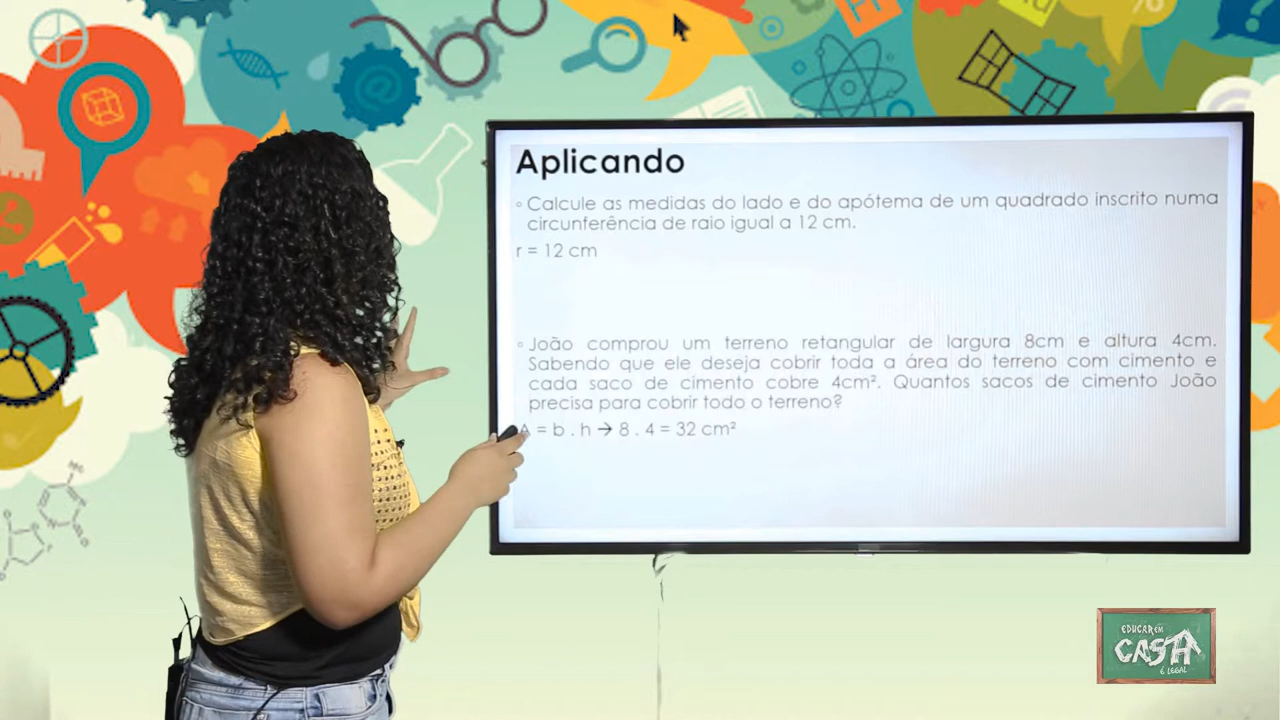 Aplicando
◦ Calcule as medidas do lado e do apótema de um quadrado inscrito numa
circunferência de raio igual a 12 cm.
r = 12 cm
◦ João comprou um terreno retangular de largura 8cm e altura 4cm.
Sabendo que ele deseja cobrir toda a área do terreno com cimento e
cada saco de cimento cobre 4cm². Quantos sacos de cimento João
precisa para cobrir todo o terreno?
A = b . h → 8 . 4 = 32 cm²
EDUCAR EM
CASA
É LEGAL